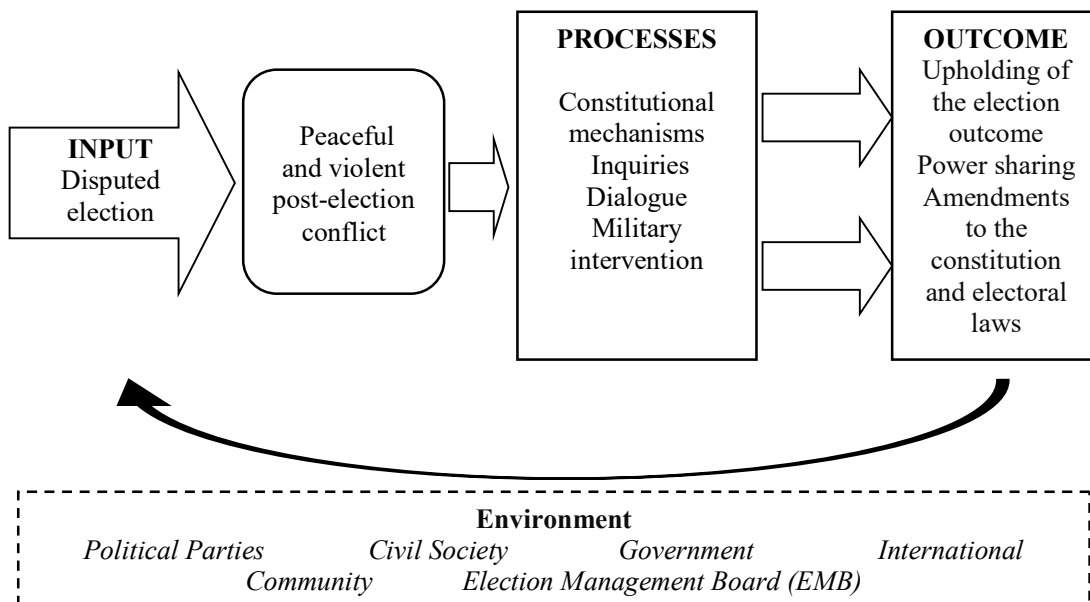 INPUT
Disputed
election
Peaceful
and violent
post-election
conflict
PROCESSES
Constitutional
mechanisms
Inquiries
Dialogue
Military
intervention
OUTCOME
Upholding of
the election
outcome
Power sharing
Amendments
to the
constitution
and electoral
laws
Environment
Political Parties Civil Society Government International
Community Election Management Board (EMB)